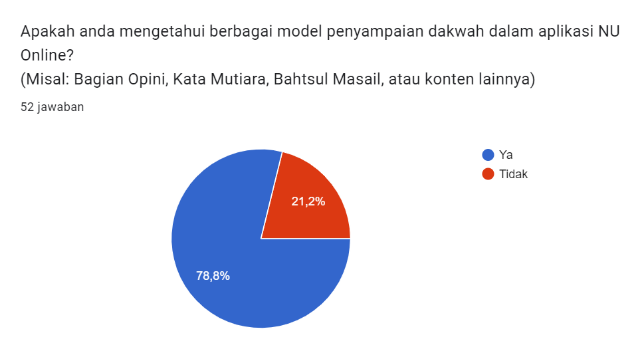 Apakah anda mengetahui berbagai model penyampaian dakwah dalam aplikasi NU
Online?
(Misal: Bagian Opini, Kata Mutiara, Bahtsul Masail, atau konten lainnya)
52 jawaban
Ya
Tidak
21,2%
78,8%